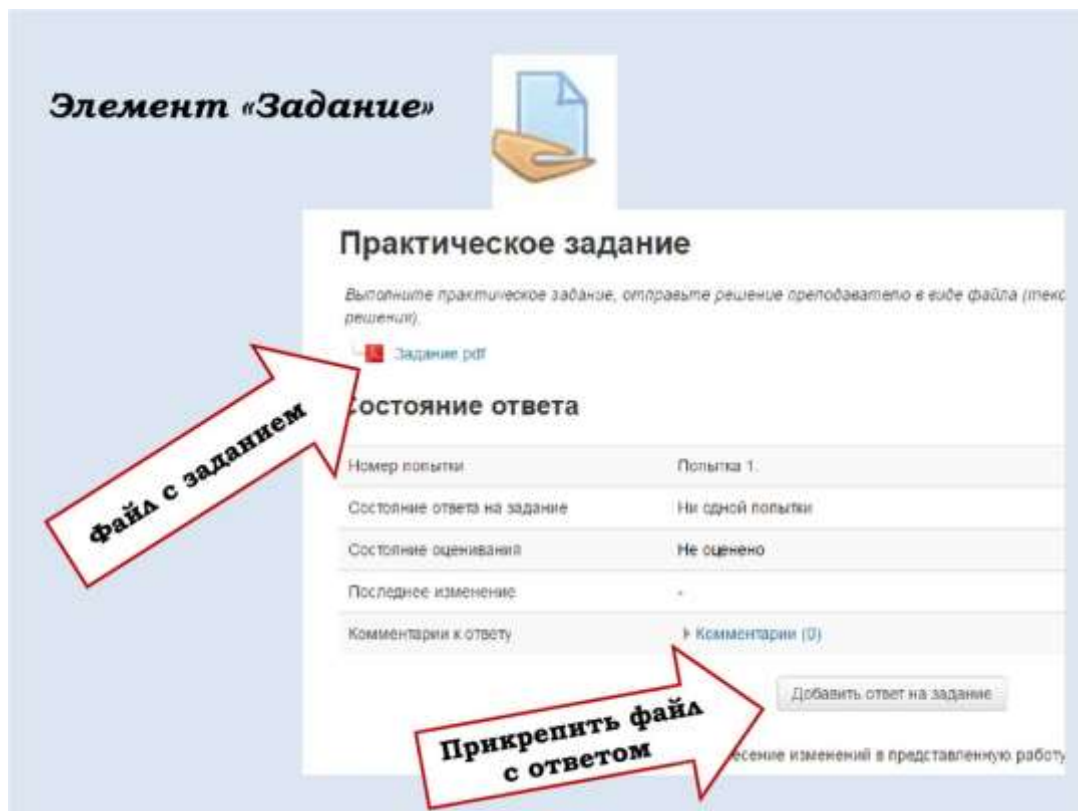 Элемент «Задание»
Практическое задание
Выполните практическое задание, отправьте решение преподавателю в виде файла (текс
решения).
Задание.pdf
Состояние ответа
Файл с заданием
Номер попытки Попытка 1.
Состояние ответа на задание Ни одной попытки
Состояние оценивания Не оценено
Последнее изменение -
Комментарии к ответу Комментарии (0)
Добавить ответ на задание
Прикрепить файл
с ответом
есение изменений в представленную работу